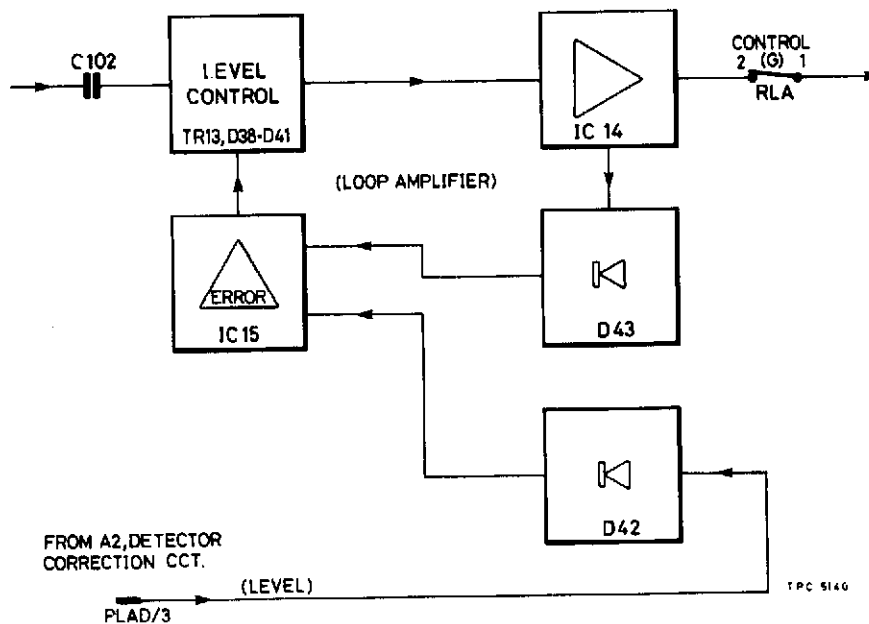 C102
LEVEL
CONTROL
TR13, D38-D41
IC 14
CONTROL
2 (G) 1
RLA
(LOOP AMPLIFIER)
ERROR
IC 15
D43
D42
FROM A2, DETECTOR
CORRECTION CCT.
(LEVEL)
PLAD/3
TPC 5140